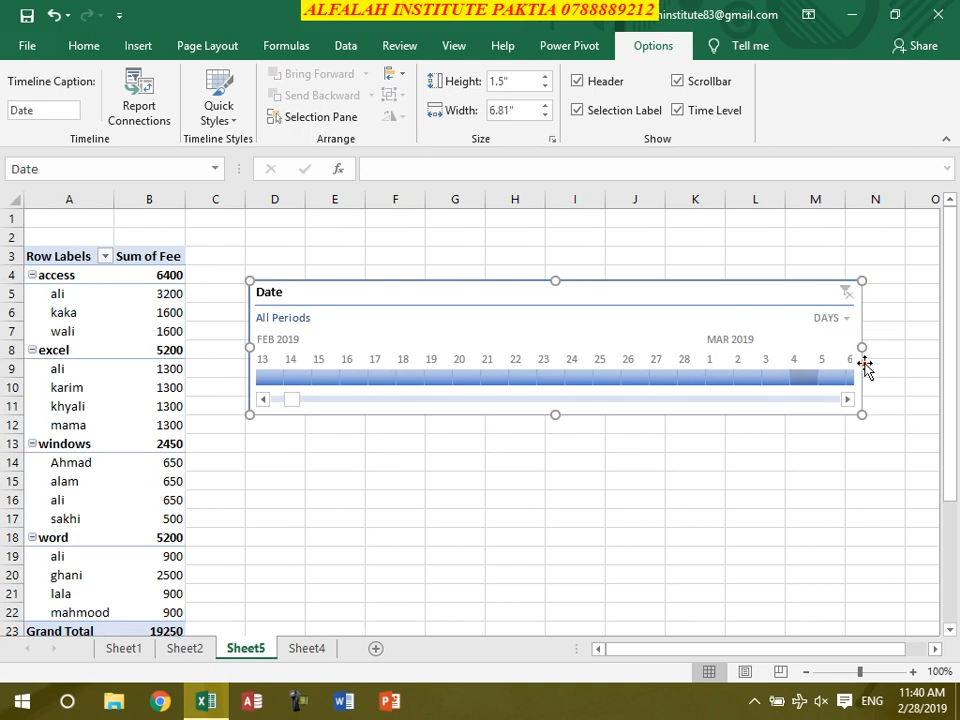 ALFALAH INSTITUTE PAKTIA 0788889212
ninstitute83@gmail.com
File Home Insert Page Layout Formulas Data Review View Help Power Pivot Options Tell me Share
Timeline Caption:
Date
Report Connections
Quick Styles
Bring Forward
Send Backward
Selection Pane
Height: 1.5"
Width: 6.81"
Header
Scrollbar
Selection Label
Time Level
Timeline Timeline Styles Arrange Size Show
Date fx
A B C D E F G H I J K L M N O
1
2
3 Row Labels Sum of Fee
4 access 6400
5 ali 3200
6 kaka 1600
7 wali 1600
8 excel 5200
9 ali 1300
10 karim 1300
11 khyali 1300
12 mama 1300
13 windows 2450
14 Ahmad 650
15 alam 650
16 ali 650
17 sakhi 500
18 word 5200
19 ali 900
20 ghani 2500
21 lala 900
22 mahmood 900
23 Grand Total 19250
Date
All Periods DAYS
FEB 2019 MAR 2019
13 14 15 16 17 18 19 20 21 22 23 24 25 26 27 28 1 2 3 4 5 6
Sheet1 Sheet2 Sheet5 Sheet4
100%
ENG
11:40 AM
2/28/2019